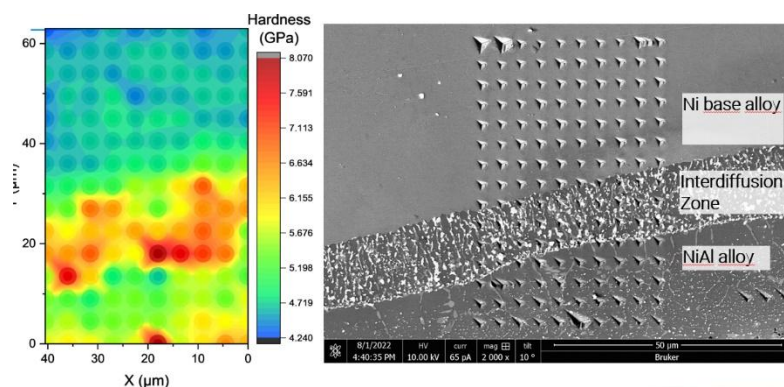 Hardness
(GPa)
60
40
20
0
40
30
20
10
0
X (µm)
8.070
7.591
7.113
6.634
6.155
5.676
5.198
4.719
4.240
Ni base alloy
Interdiffusion
Zone
NiAl alloy
8/1/2022
4:40:35 PM
HV
10.00 kV
curr
65 pA
mag
2 000 x
tilt
10 °
50 µm
Bruker